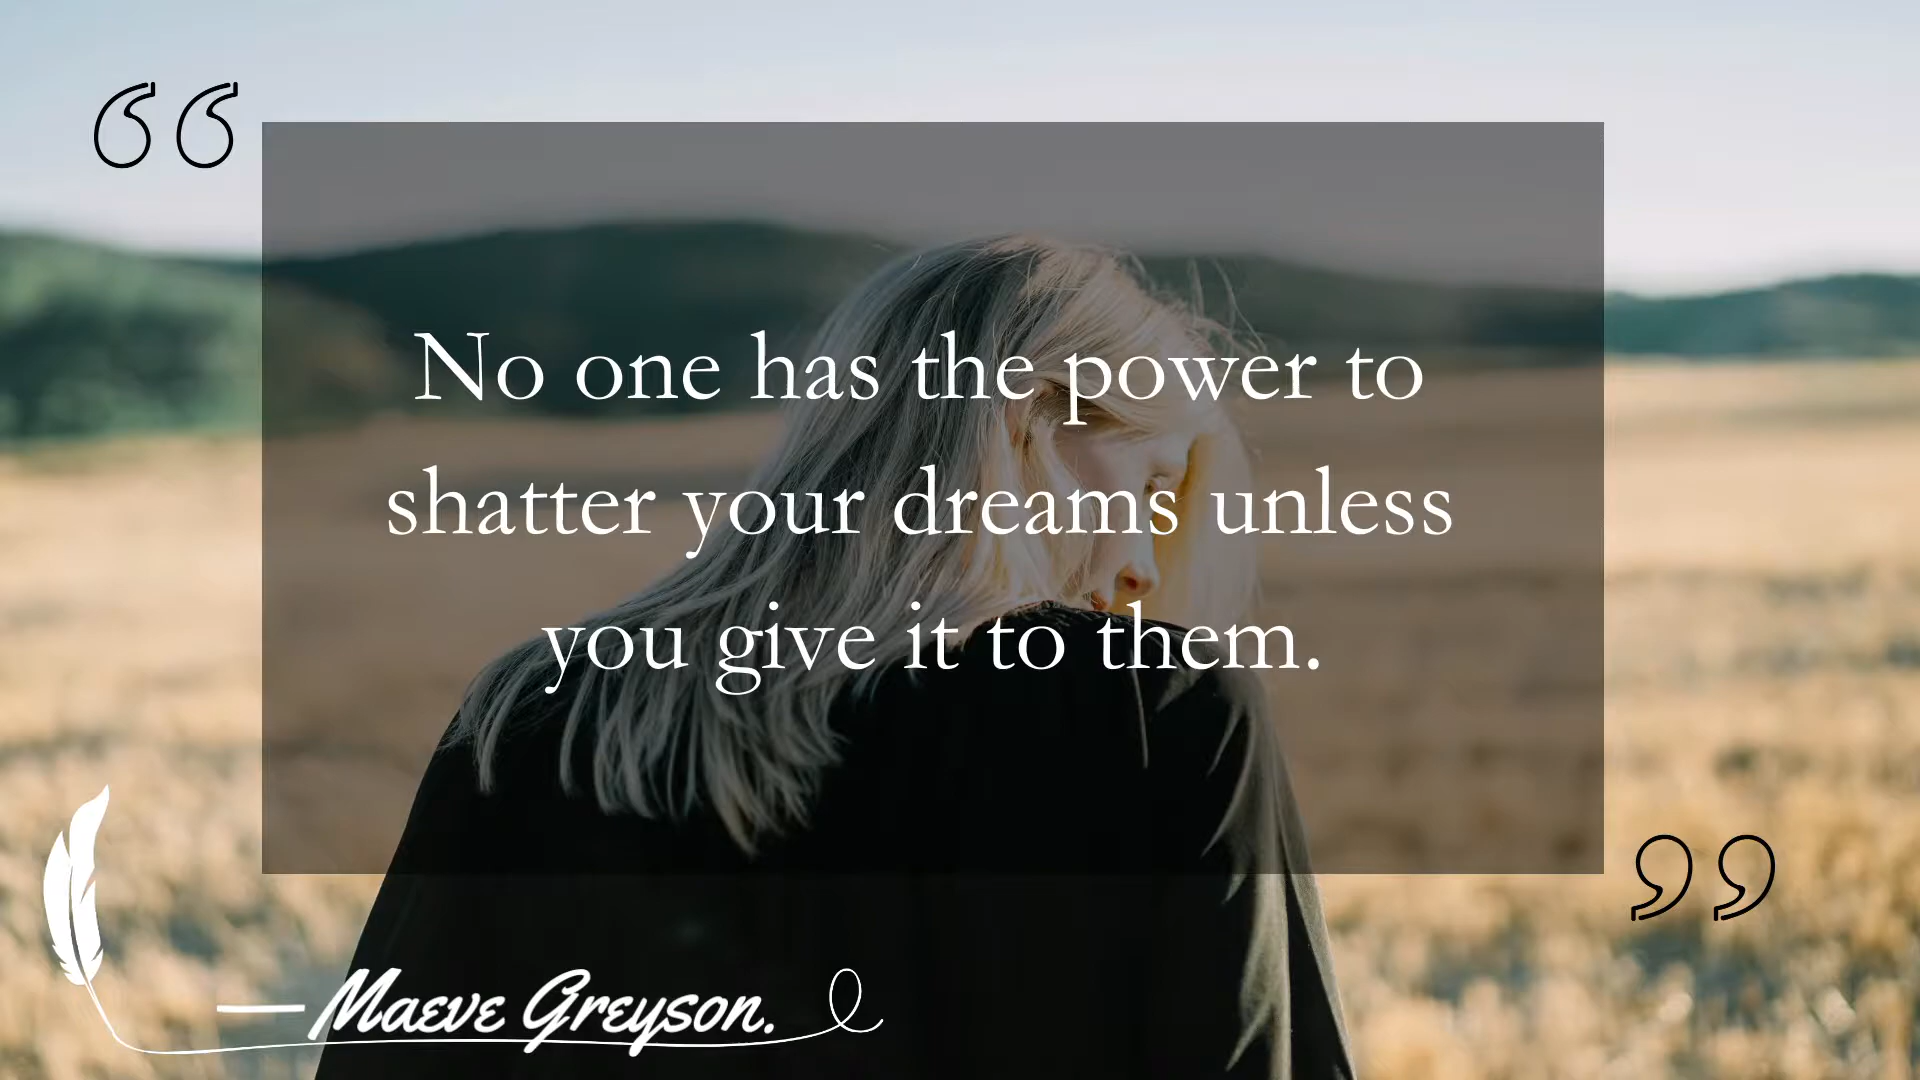 “
No one has the power to
shatter your dreams unless
you give it to them.
”
— Maeve Greyson.